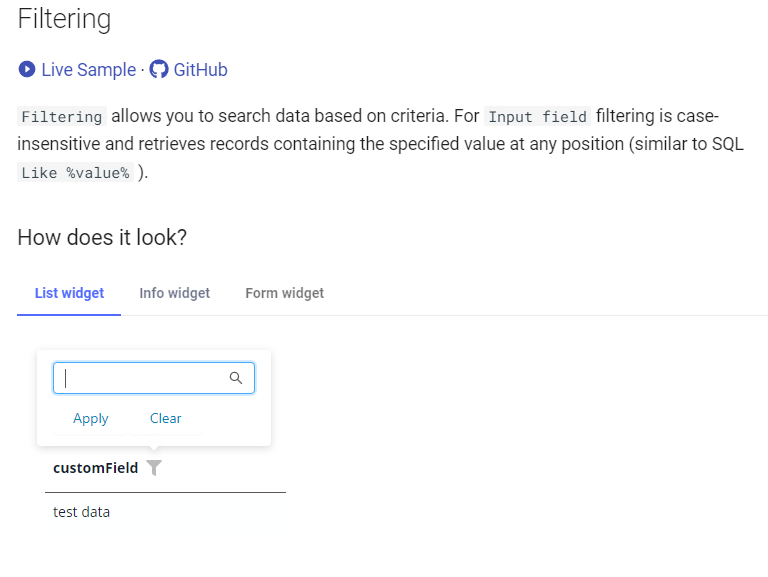 Filtering
Live Sample · GitHub
Filtering allows you to search data based on criteria. For Input field filtering is case-
insensitive and retrieves records containing the specified value at any position (similar to SQL
Like %value% ).
How does it look?
List widget Info widget Form widget
Apply Clear
customField
test data